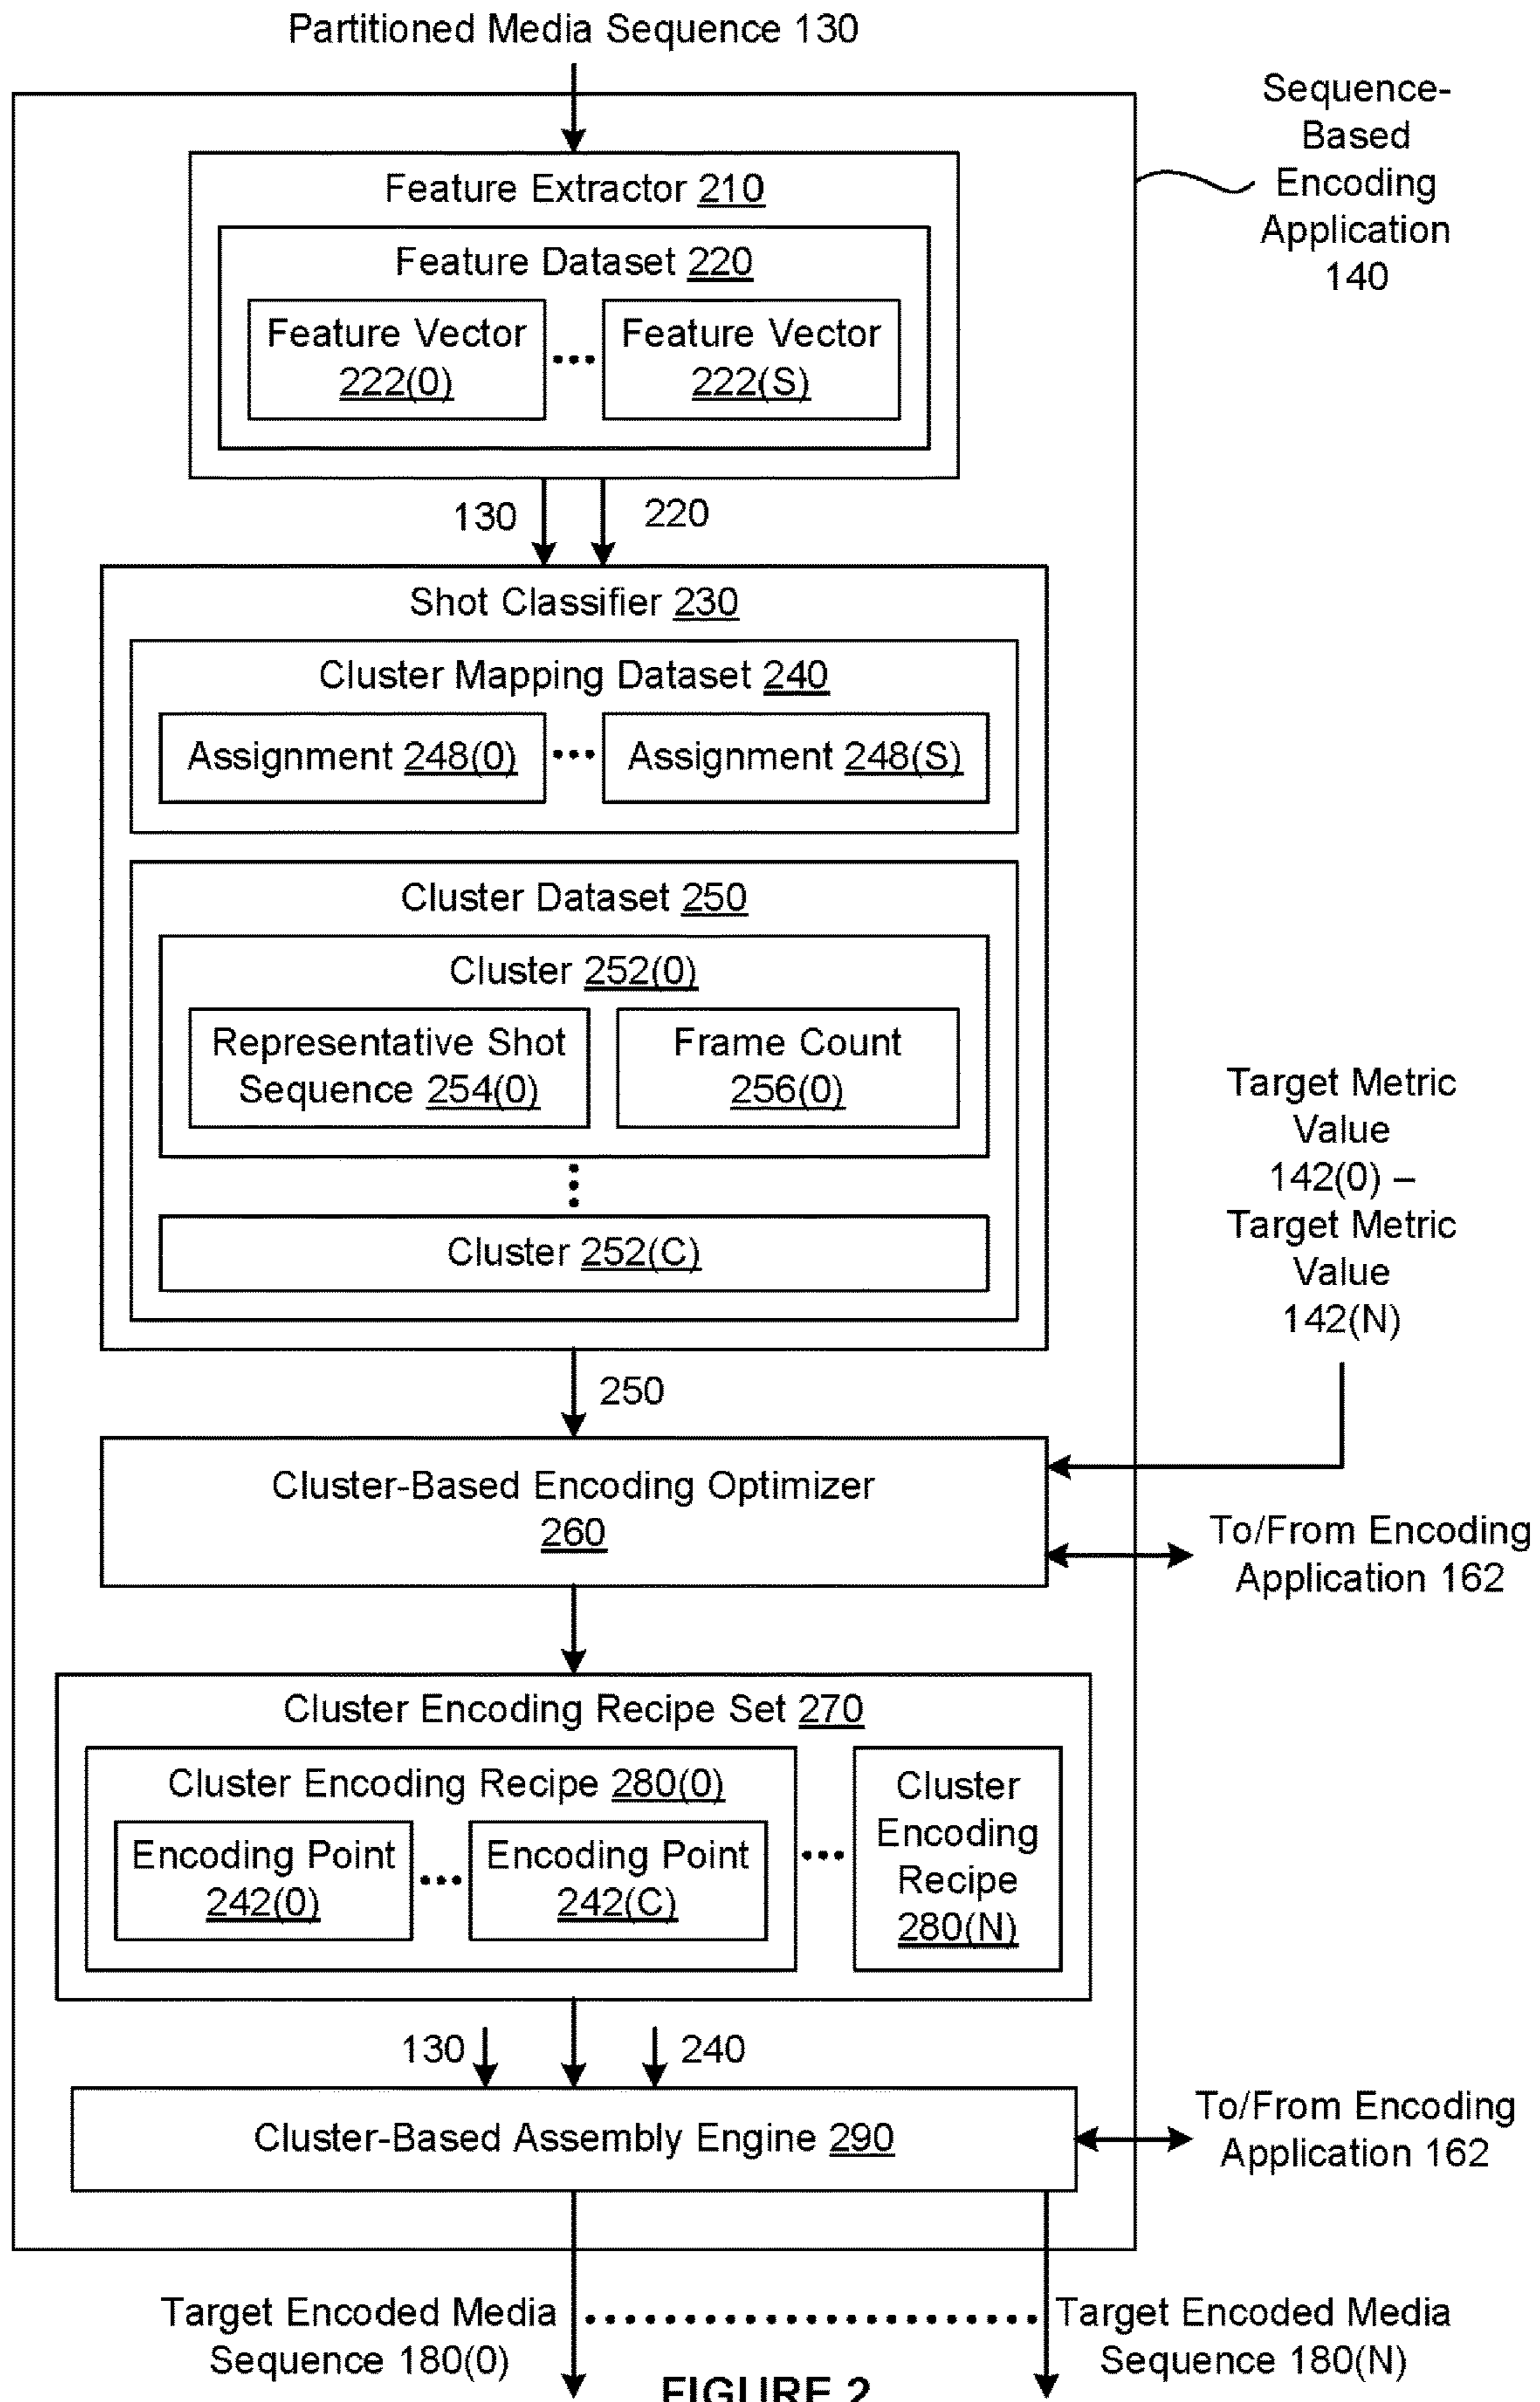 Partitioned Media Sequence 130
Sequence-
Based
Encoding
Application
140
Feature Extractor 210
Feature Dataset 220
Feature Vector
222(0)
Feature Vector
222(S)
130
220
Shot Classifier 230
Cluster Mapping Dataset 240
Assignment 248(0)
Assignment 248(S)
Cluster Dataset 250
Cluster 252(0)
Representative Shot
Sequence 254(0)
Frame Count
256(0)
Cluster 252(C)
Target Metric
Value
142(0) –
Target Metric
Value
142(N)
250
Cluster-Based Encoding Optimizer
260
To/From Encoding
Application 162
Cluster Encoding Recipe Set 270
Cluster Encoding Recipe 280(0)
Encoding Point
242(0)
Encoding Point
242(C)
Cluster
Encoding
Recipe
280(N)
130
240
Cluster-Based Assembly Engine 290
To/From Encoding
Application 162
Target Encoded Media
Sequence 180(0)
Target Encoded Media
Sequence 180(N)
FIGURE 2